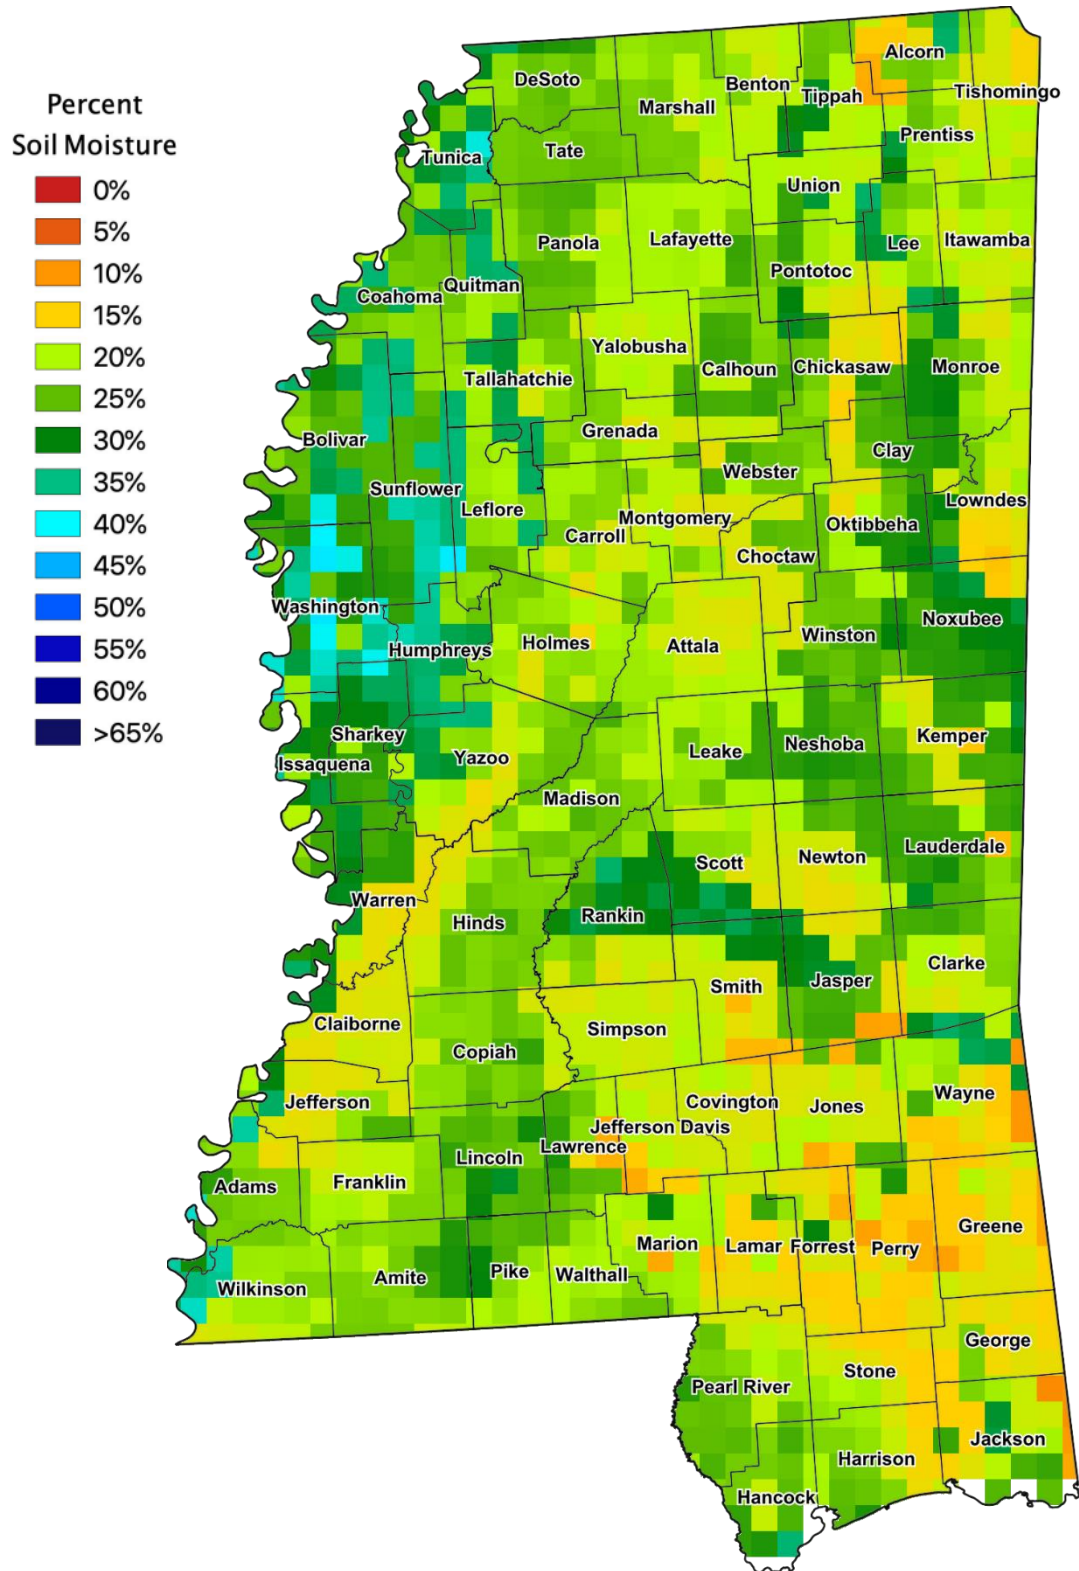 Percent
Soil Moisture
0%
5%
10%
15%
20%
25%
30%
35%
40%
45%
50%
55%
60%
>65%
Alcorn
DeSoto
Benton
Tippah
Tishomingo
Marshall
Prentiss
Tunica
Tate
Union
Panola
Lafayette
Lee
Itawamba
Pontotoc
Quitman
Coahoma
Yalobusha
Calhoun
Chickasaw
Monroe
Tallahatchie
Grenada
Bolivar
Clay
Webster
Sunflower
Leflore
Lowndes
Montgomery
Oktibbeha
Carroll
Choctaw
Washington
Noxubee
Winston
Holmes
Attala
Humphreys
Sharkey
Kemper
Neshoba
Leake
Yazoo
Issaquena
Madison
Lauderdale
Newton
Scott
Warren
Rankin
Hinds
Clarke
Jasper
Smith
Claiborne
Simpson
Copiah
Wayne
Jefferson
Covington
Jones
Jefferson Davis
Lawrence
Lincoln
Franklin
Adams
Greene
Marion
Lamar
Forrest
Perry
Pike
Walthall
Amite
Wilkinson
George
Stone
Pearl River
Jackson
Harrison
Hancock